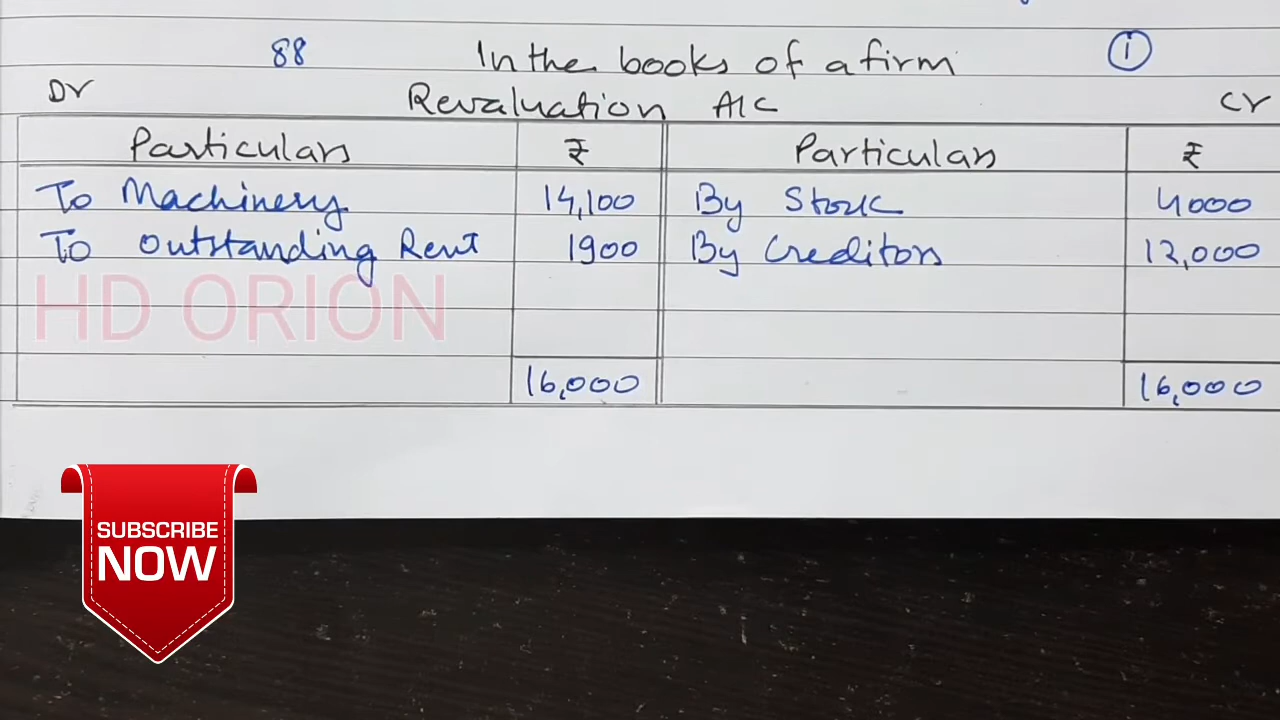 88 In the books of a firm 1
Dr Revaluation A/C Cr
Particulars ₹ Particulars ₹
To Machinery 14,100 By Stock 4000
To Outstanding Rent 1900 By Creditors 12,000
HD ORION
16,000 16,000
SUBSCRIBE
NOW